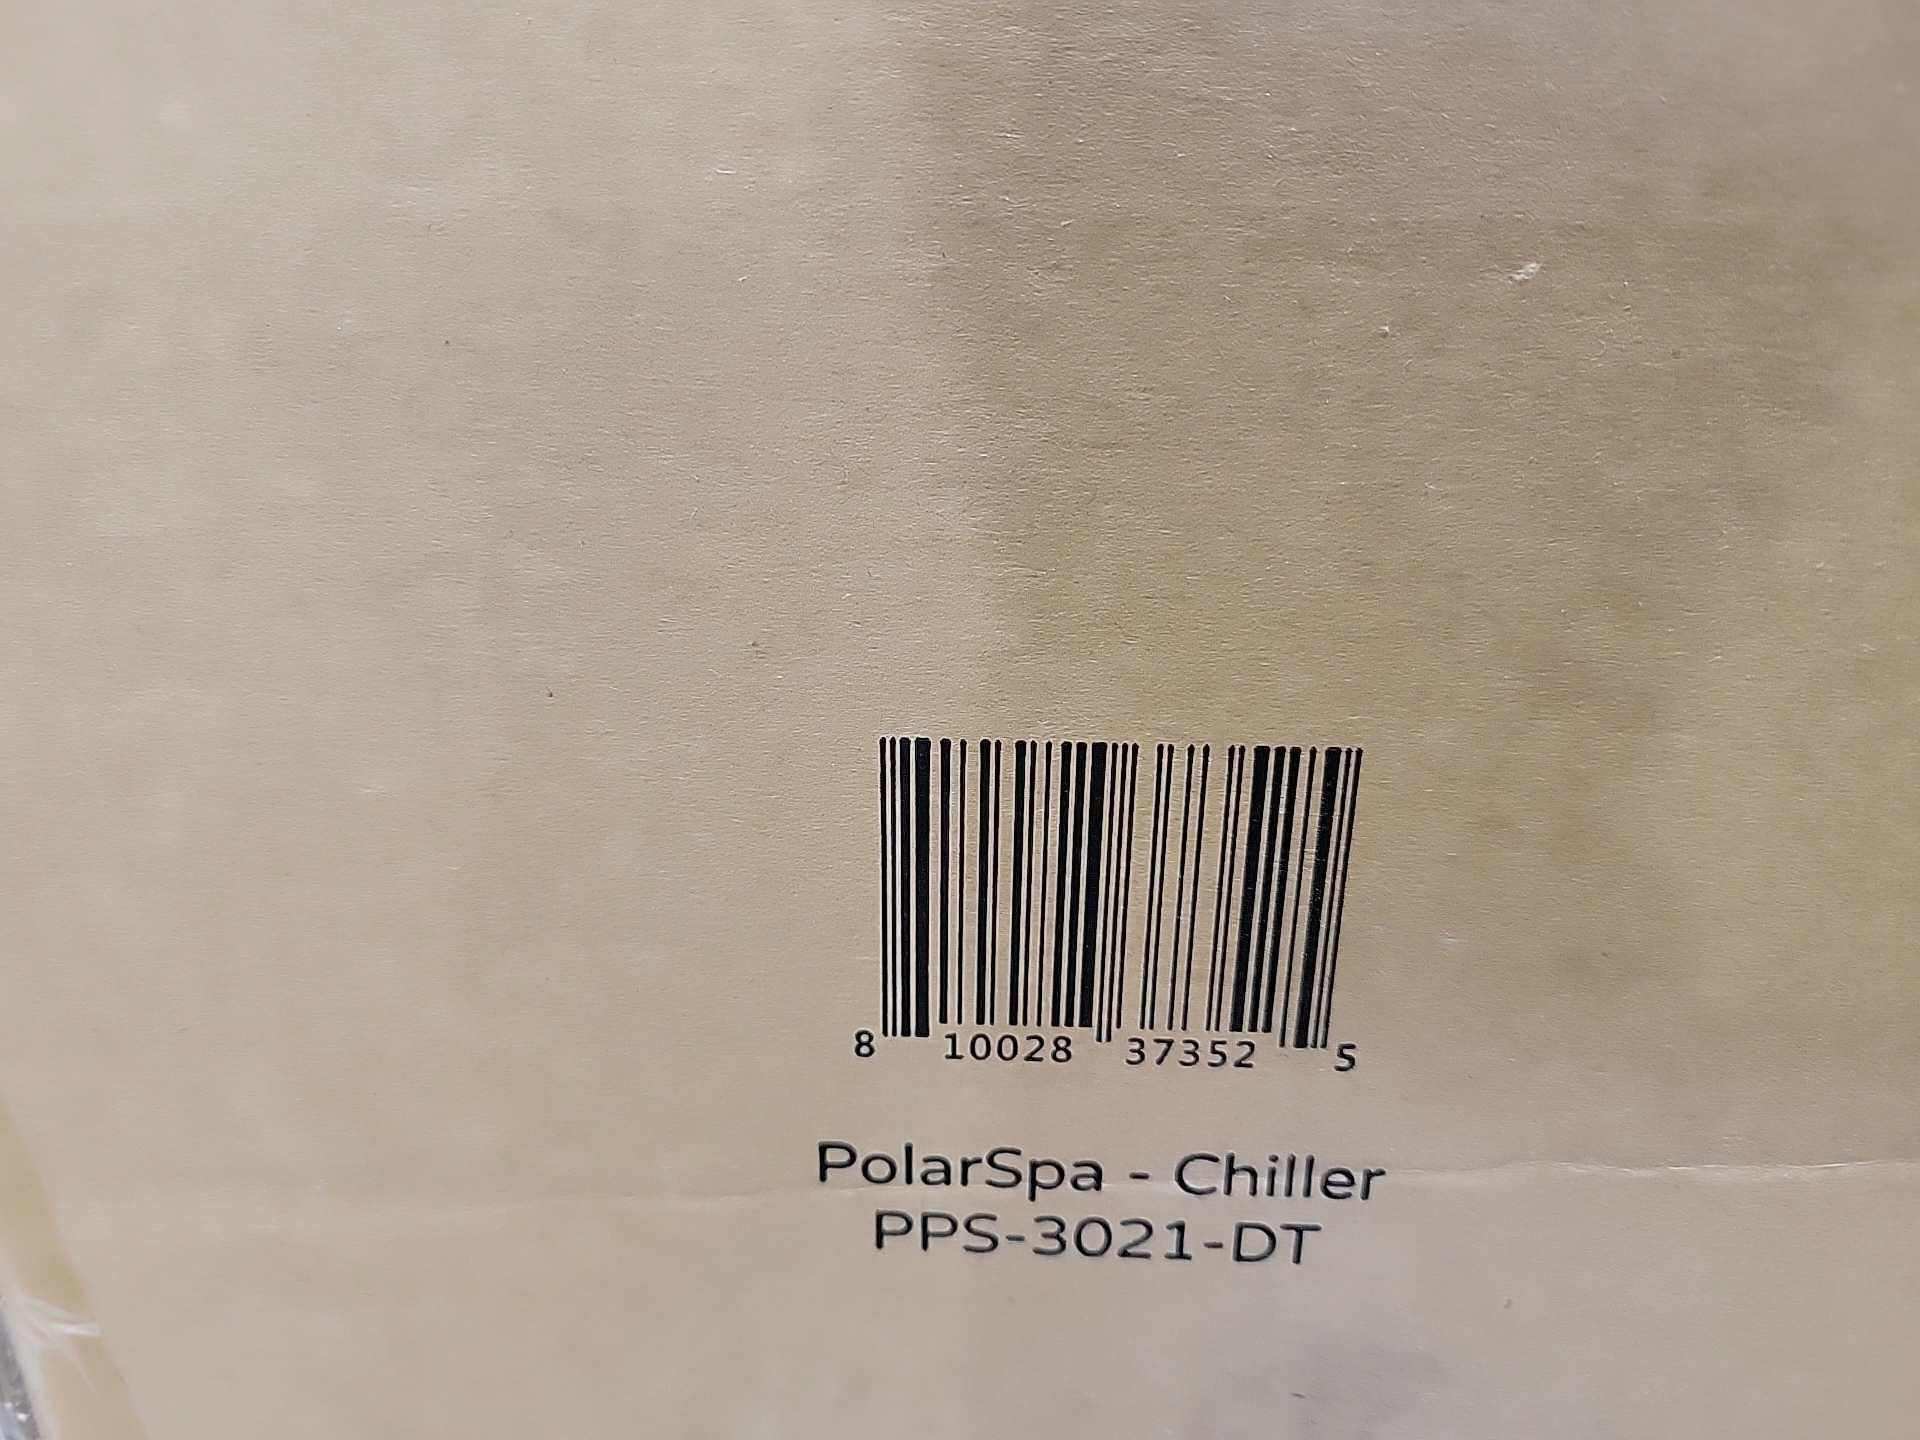 8 10028 37352 5
PolarSpa - Chiller
PPS-3021-DT